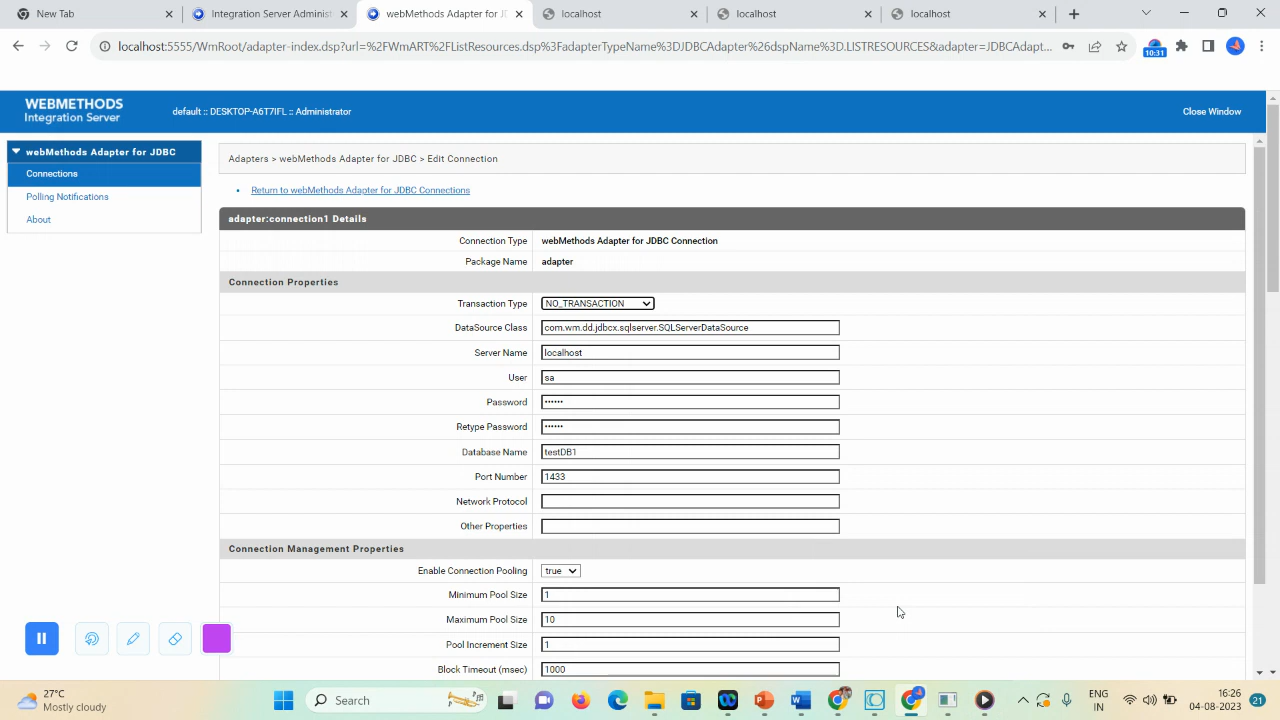 New Tab
Integration Server Administ
webMethods Adapter for JD
localhost
localhost
localhost
localhost:5555/WmRoot/adapter-index.dsp?url=%2FWmART%2FListResources.dsp%3FadapterTypeName%3DJDBCAdapter%26dspName%3D.LISTRESOURCES&adapter=JDBCAdapt...
10:31
WEBMETHODS
Integration Server
default :: DESKTOP-A6T7IFL :: Administrator
Close Window
webMethods Adapter for JDBC
Connections
Polling Notifications
About
Adapters > webMethods Adapter for JDBC > Edit Connection
Return to webMethods Adapter for JDBC Connections
adapter:connection1 Details
Connection Type webMethods Adapter for JDBC Connection
Package Name adapter
Connection Properties
Transaction Type NO_TRANSACTION
DataSource Class com.wm.dd.jdbcx.sqlserver.SQLServerDataSource
Server Name localhost
User sa
Password ••••••
Retype Password ••••••
Database Name testDB1
Port Number 1433
Network Protocol
Other Properties
Connection Management Properties
Enable Connection Pooling true
Minimum Pool Size 1
Maximum Pool Size 10
Pool Increment Size 1
Block Timeout (msec) 1000
27°C
Mostly cloudy
Search
ENG
IN
16:26
04-08-2023
21